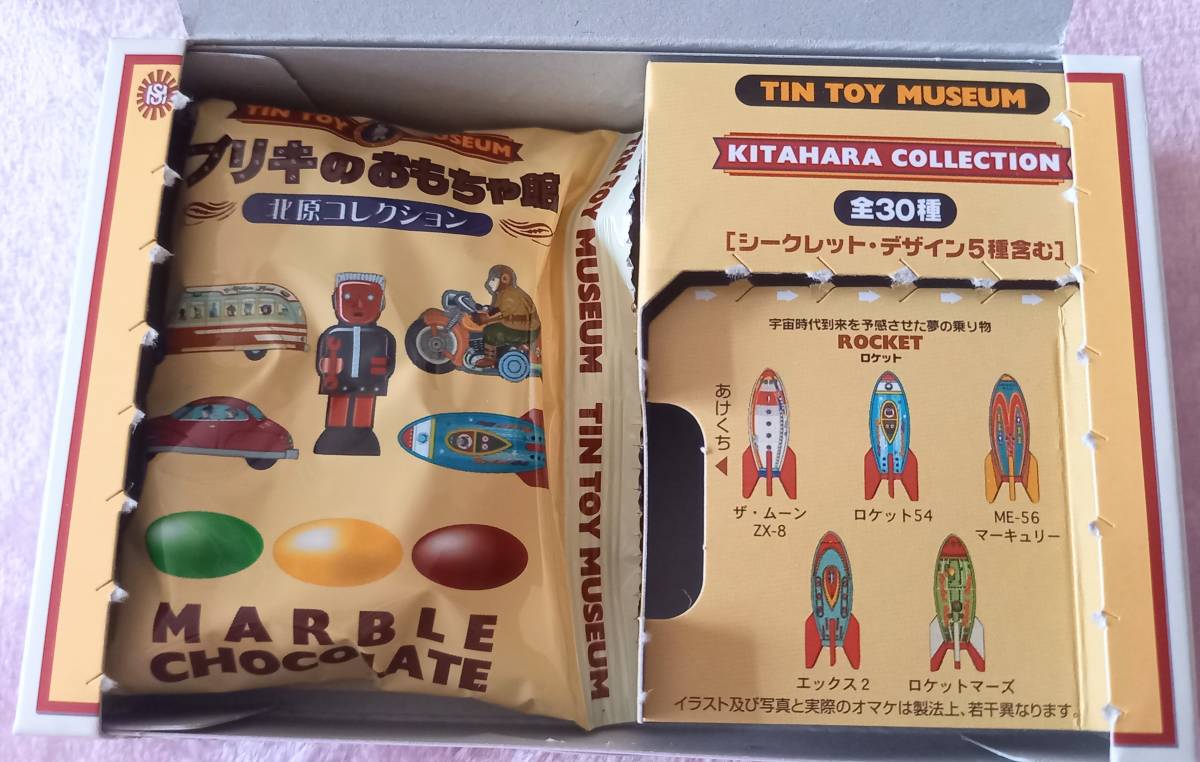 TIN TOY MUSEUM
ブリキのおもちゃ館
北原コレクション
MARBLE
CHOCOLATE
TIN TOY MUSEUM TIN TOY MUSEUM
TIN TOY MUSEUM
KITAHARA COLLECTION
全30種
[シークレット・デザイン5種含む]
宇宙時代到来を予感させた夢の乗り物
ROCKET
ロケット
あけくち
ザ・ムーン
ZX-8
ロケット54
ME-56
マーキュリー
エックス2
ロケットマーズ
イラスト及び写真と実際のオマケは製法上、若干異なります。